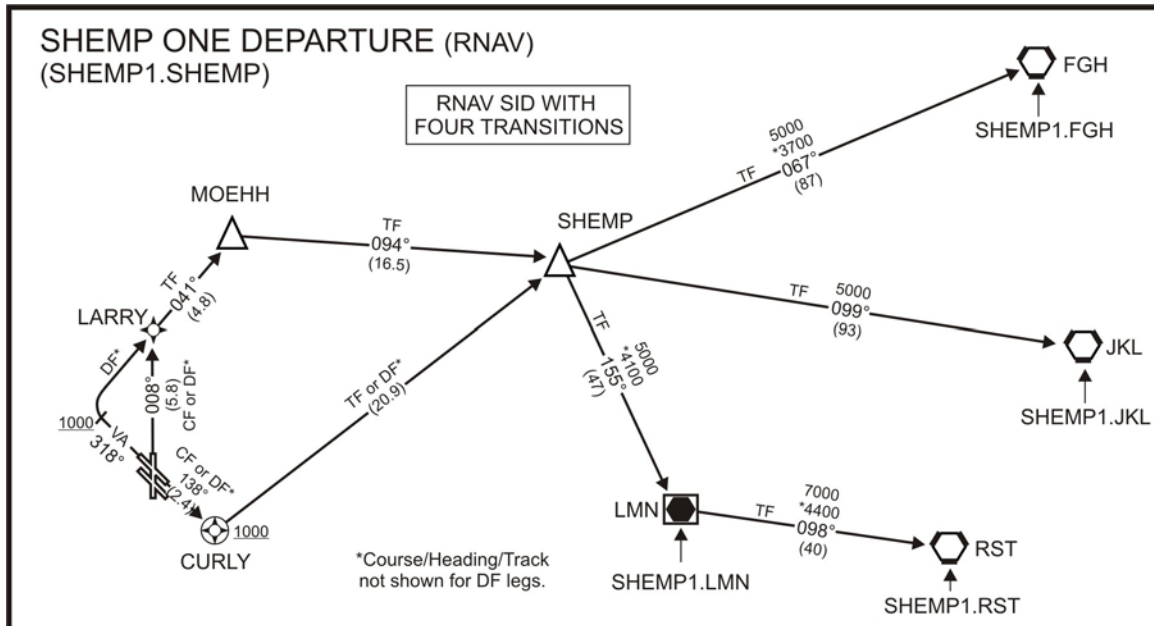 SHEMP ONE DEPARTURE (RNAV)
(SHEMP1.SHEMP)
RNAV SID WITH
FOUR TRANSITIONS
FGH
SHEMP1.FGH
5000
*3700
TF
067°
(87)
MOEHH
SHEMP
TF
094°
(16.5)
TF
041°
(4.8)
LARRY
DF*
008°
(5.8)
CF or DF*
1000
VA
318°
CF or DF*
138°
(2.4)
CURLY
1000
TF or DF*
(20.9)
TF
5000
099°
(93)
JKL
SHEMP1.JKL
TF
5000
*4100
155°
(47)
LMN
SHEMP1.LMN
TF
7000
*4400
098°
(40)
RST
SHEMP1.RST
*Course/Heading/Track
not shown for DF legs.